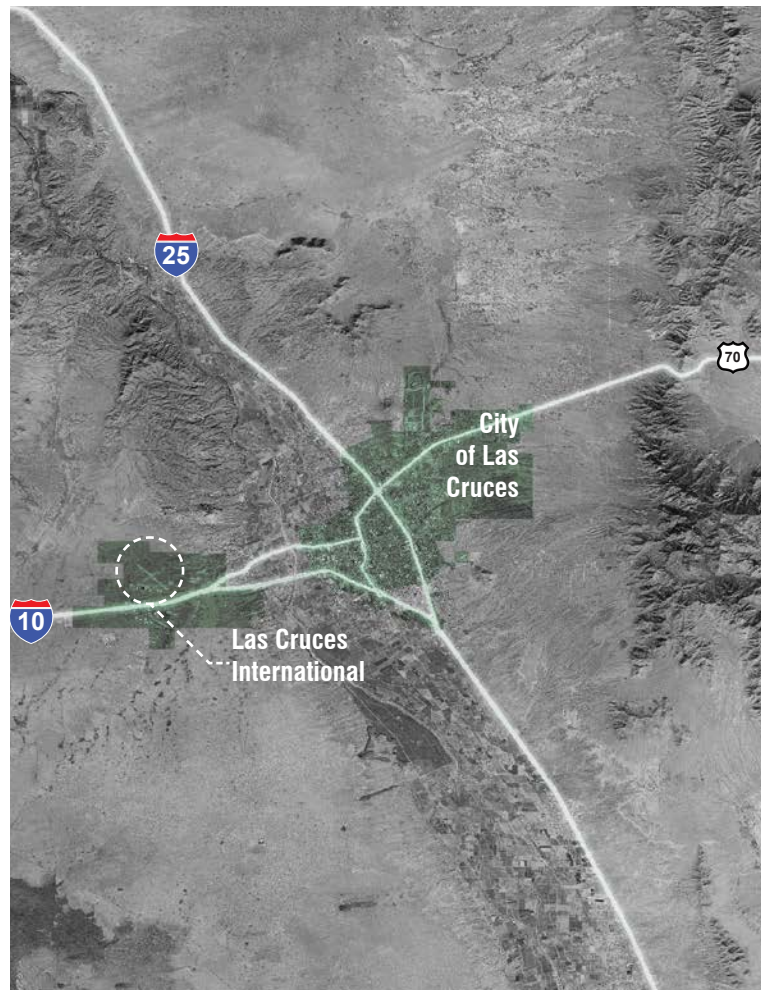 25
70
City
of Las
Cruces
10
Las Cruces
International